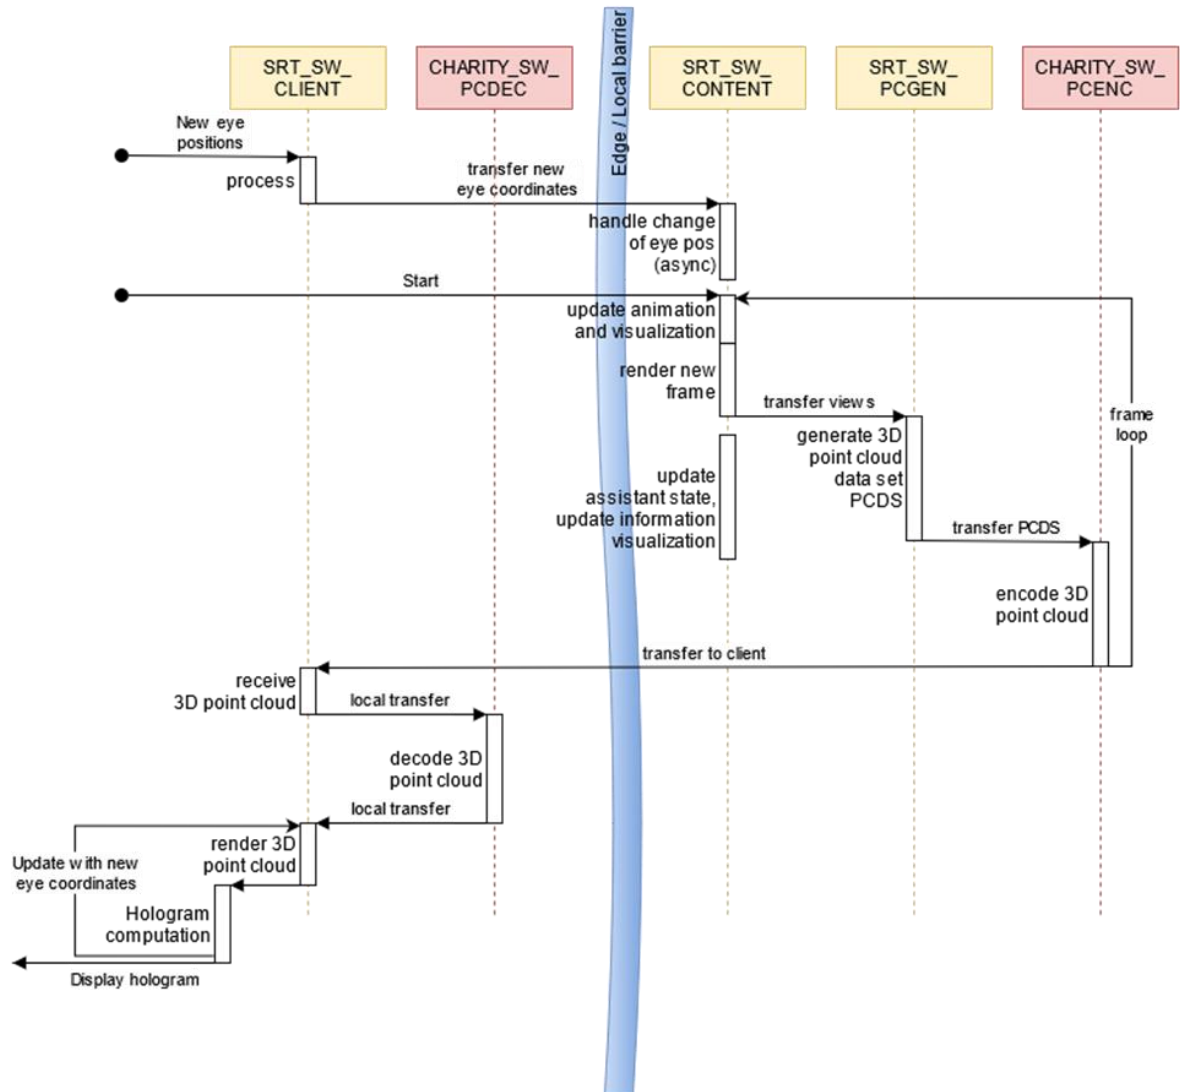 SRT_SW_
CLIENT
CHARITY_SW_
PCDEC
Edge / Local barrier
SRT_SW_
CONTENT
SRT_SW_
PCGEN
CHARITY_SW_
PCENC
New eye
positions
process
transfer new
eye coordinates
handle change
of eye pos
(async)
Start
update animation
and visualization
render new
frame
transfer views
frame
loop
generate 3D
point cloud
data set
PCDS
update
assistant state,
update information
visualization
transfer PCDS
encode 3D
point cloud
transfer to client
receive
3D point cloud
local transfer
decode 3D
point cloud
local transfer
render 3D
point cloud
Update with new
eye coordinates
Hologram
computation
Display hologram